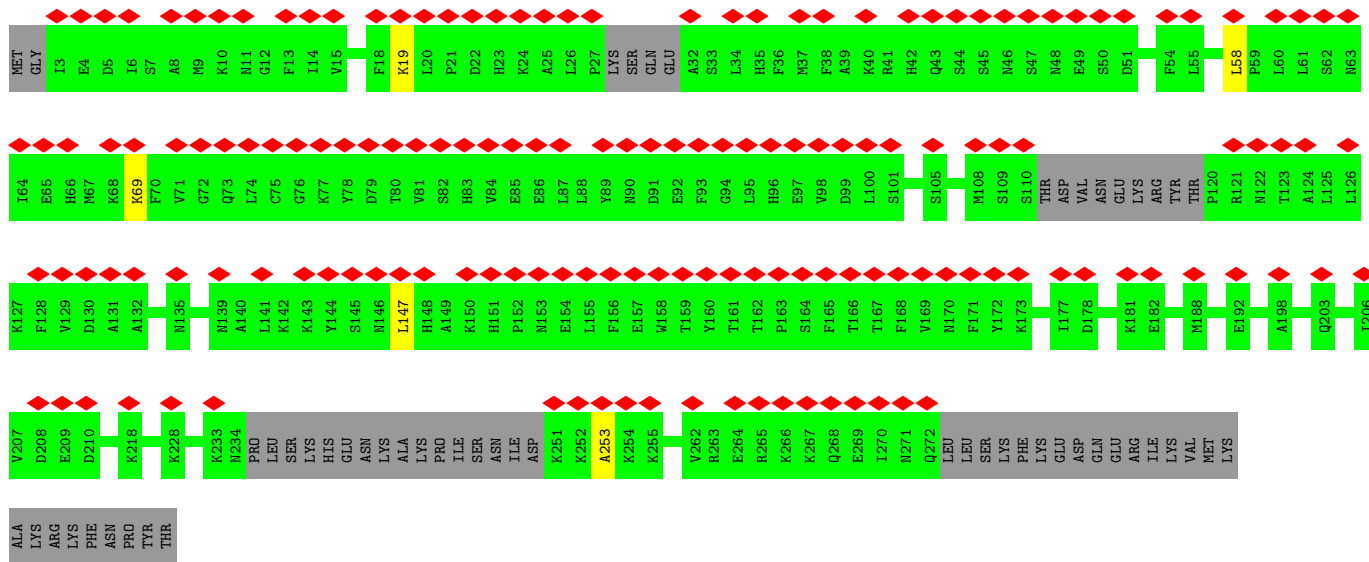 MET GLY I3 E4 D5 I6 S7 A8 M9 K10 N11 G12 F13 I14 V15 F18 K19 L20 P21 D22 H23 K24 A25 L26 P27 LYS SER GLN GLU A32 S33 L34 H35 F36 M37 F38 A39 K40 R41 H42 Q43 S44 S45 N46 S47 N48 E49 S50 D51 F54 L55 L58 P59 L60 L61 S62 N63
I64 E65 H66 M67 K68 K69 F70 V71 G72 Q73 L74 C75 G76 K77 Y78 D79 T80 V81 S82 H83 V84 E85 E86 L87 L88 Y89 N90 D91 E92 F93 G94 L95 H96 E97 V98 D99 L100 S101 S105 M108 S109 S110 THR ASP VAL ASN GLU LYS ARG TYR THR P120 R121 N122 T123 A124 L125 L126
K127 F128 V129 D130 A131 A132 N135 N139 A140 L141 K142 K143 Y144 S145 N146 L147 H148 A149 K150 H151 P152 N153 E154 L155 F156 E157 W158 T159 Y160 T161 T162 P163 S164 F165 T166 T167 F168 V169 N170 F171 Y172 K173 I177 D178 K181 E182 M188 E192 A198 Q203 I206
V207 D208 E209 D210 K218 K228 K233 N234 PRO LEU SER LYS HIS GLU ASN LYS ALA LYS PRO ILE SER ASN ILE ASP K251 K252 A253 K254 K255 V262 R263 E264 R265 K266 K267 Q268 E269 I270 N271 Q272 LEU LEU SER LYS PHE LYS GLU ASP GLN GLU ARG ILE LYS VAL MET LYS
ALA LYS ARG LYS PHE ASN PRO TYR THR